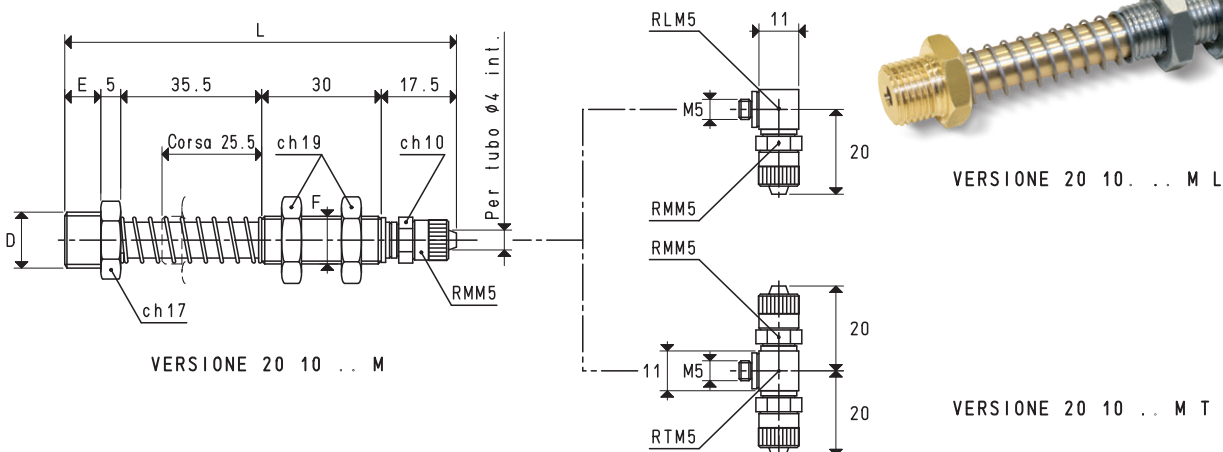 L
E 5 35.5 30 17.5
Per tubo ø4 int.
Corsa 25.5
ch19
ch10
F
D
RMM5
ch17
VERSIONE 20 10 .. M
RLM5
11
M5
20
RMM5
VERSIONE 20 10. .. M L
RMM5
20
11
M5
20
RTM5
VERSIONE 20 10 .. M T